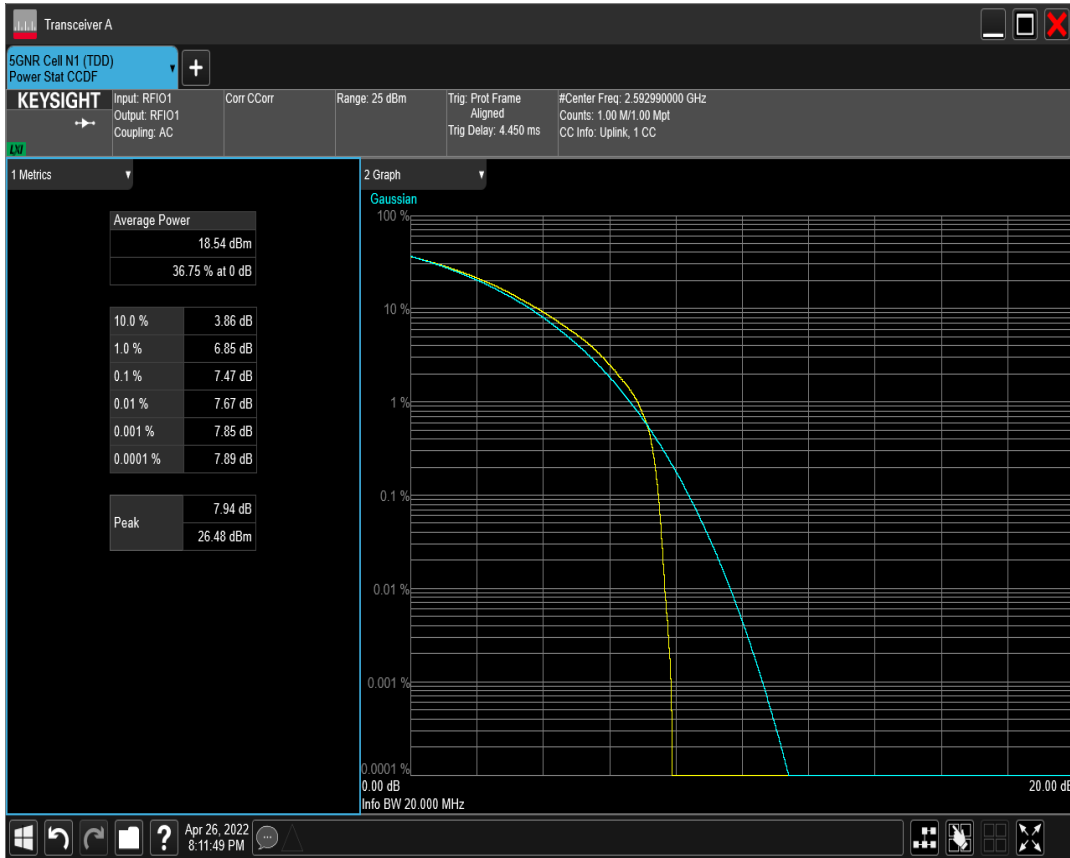 Transceiver A
5GNR Cell N1 (TDD)
Power Stat CCDF
KEYSIGHT
LXI
Input: RFIO1
Output: RFIO1
Coupling: AC
Corr CCorr
Range: 25 dBm
Trig: Prot Frame
Aligned
Trig Delay: 4.450 ms
#Center Freq: 2.592990000 GHz
Counts: 1.00 M/1.00 Mpt
CC Info: Uplink, 1 CC
1 Metrics
Average Power
18.54 dBm
36.75 % at 0 dB
10.0 % 3.86 dB
1.0 % 6.85 dB
0.1 % 7.47 dB
0.01 % 7.67 dB
0.001 % 7.85 dB
0.0001 % 7.89 dB
Peak 7.94 dB
26.48 dBm
2 Graph
Gaussian
100 %
10 %
1 %
0.1 %
0.01 %
0.001 %
0.0001 %
0.00 dB 20.00 dB
Info BW 20.000 MHz
Apr 26, 2022
8:11:49 PM